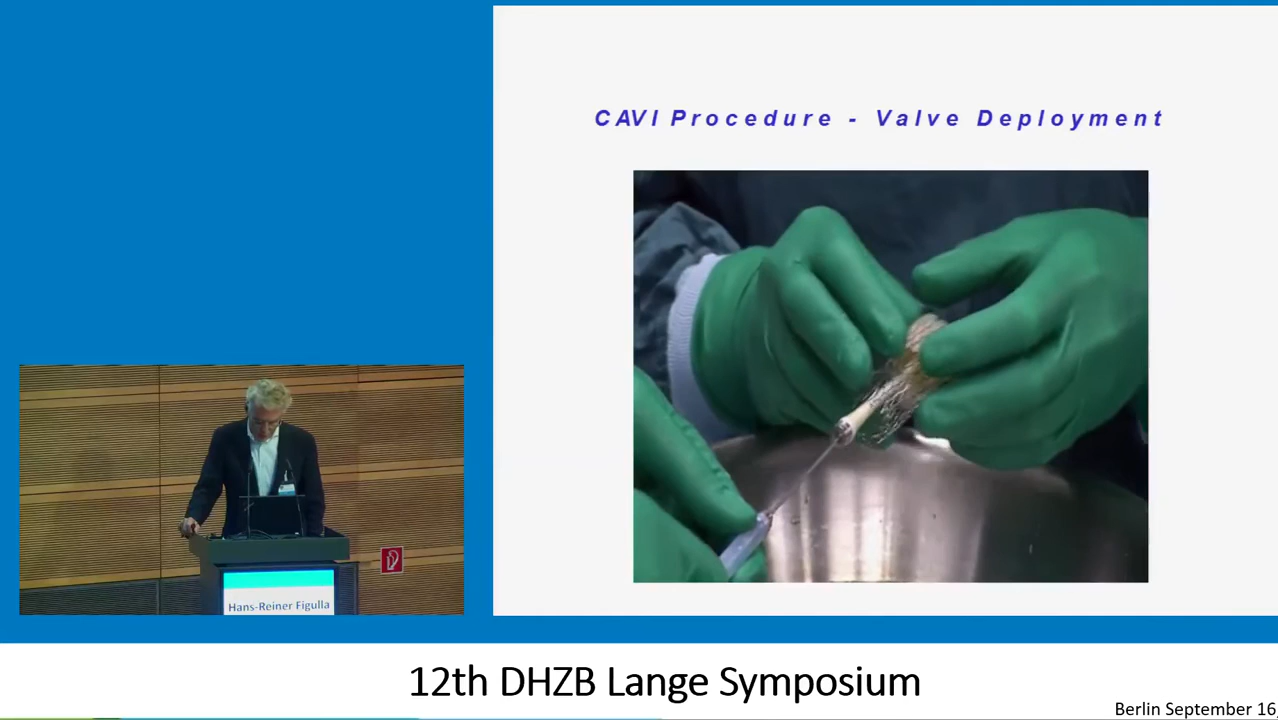 CAVI Procedure - Valve Deployment
Hans-Reiner Figulla
12th DHZB Lange Symposium
Berlin September 16